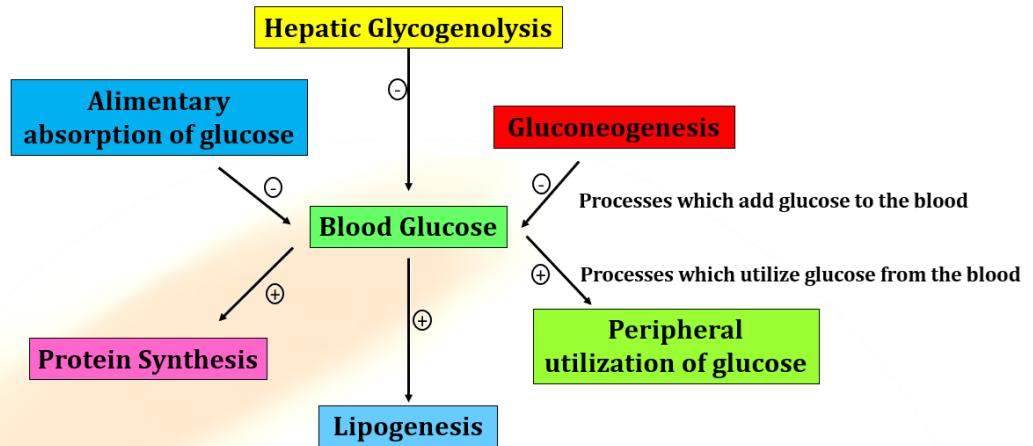 Hepatic Glycogenolysis
-
Alimentary
absorption of glucose
Gluconeogenesis
-
-
Processes which add glucose to the blood
Blood Glucose
Processes which utilize glucose from the blood
+
+
+
Protein Synthesis
Peripheral
utilization of glucose
Lipogenesis